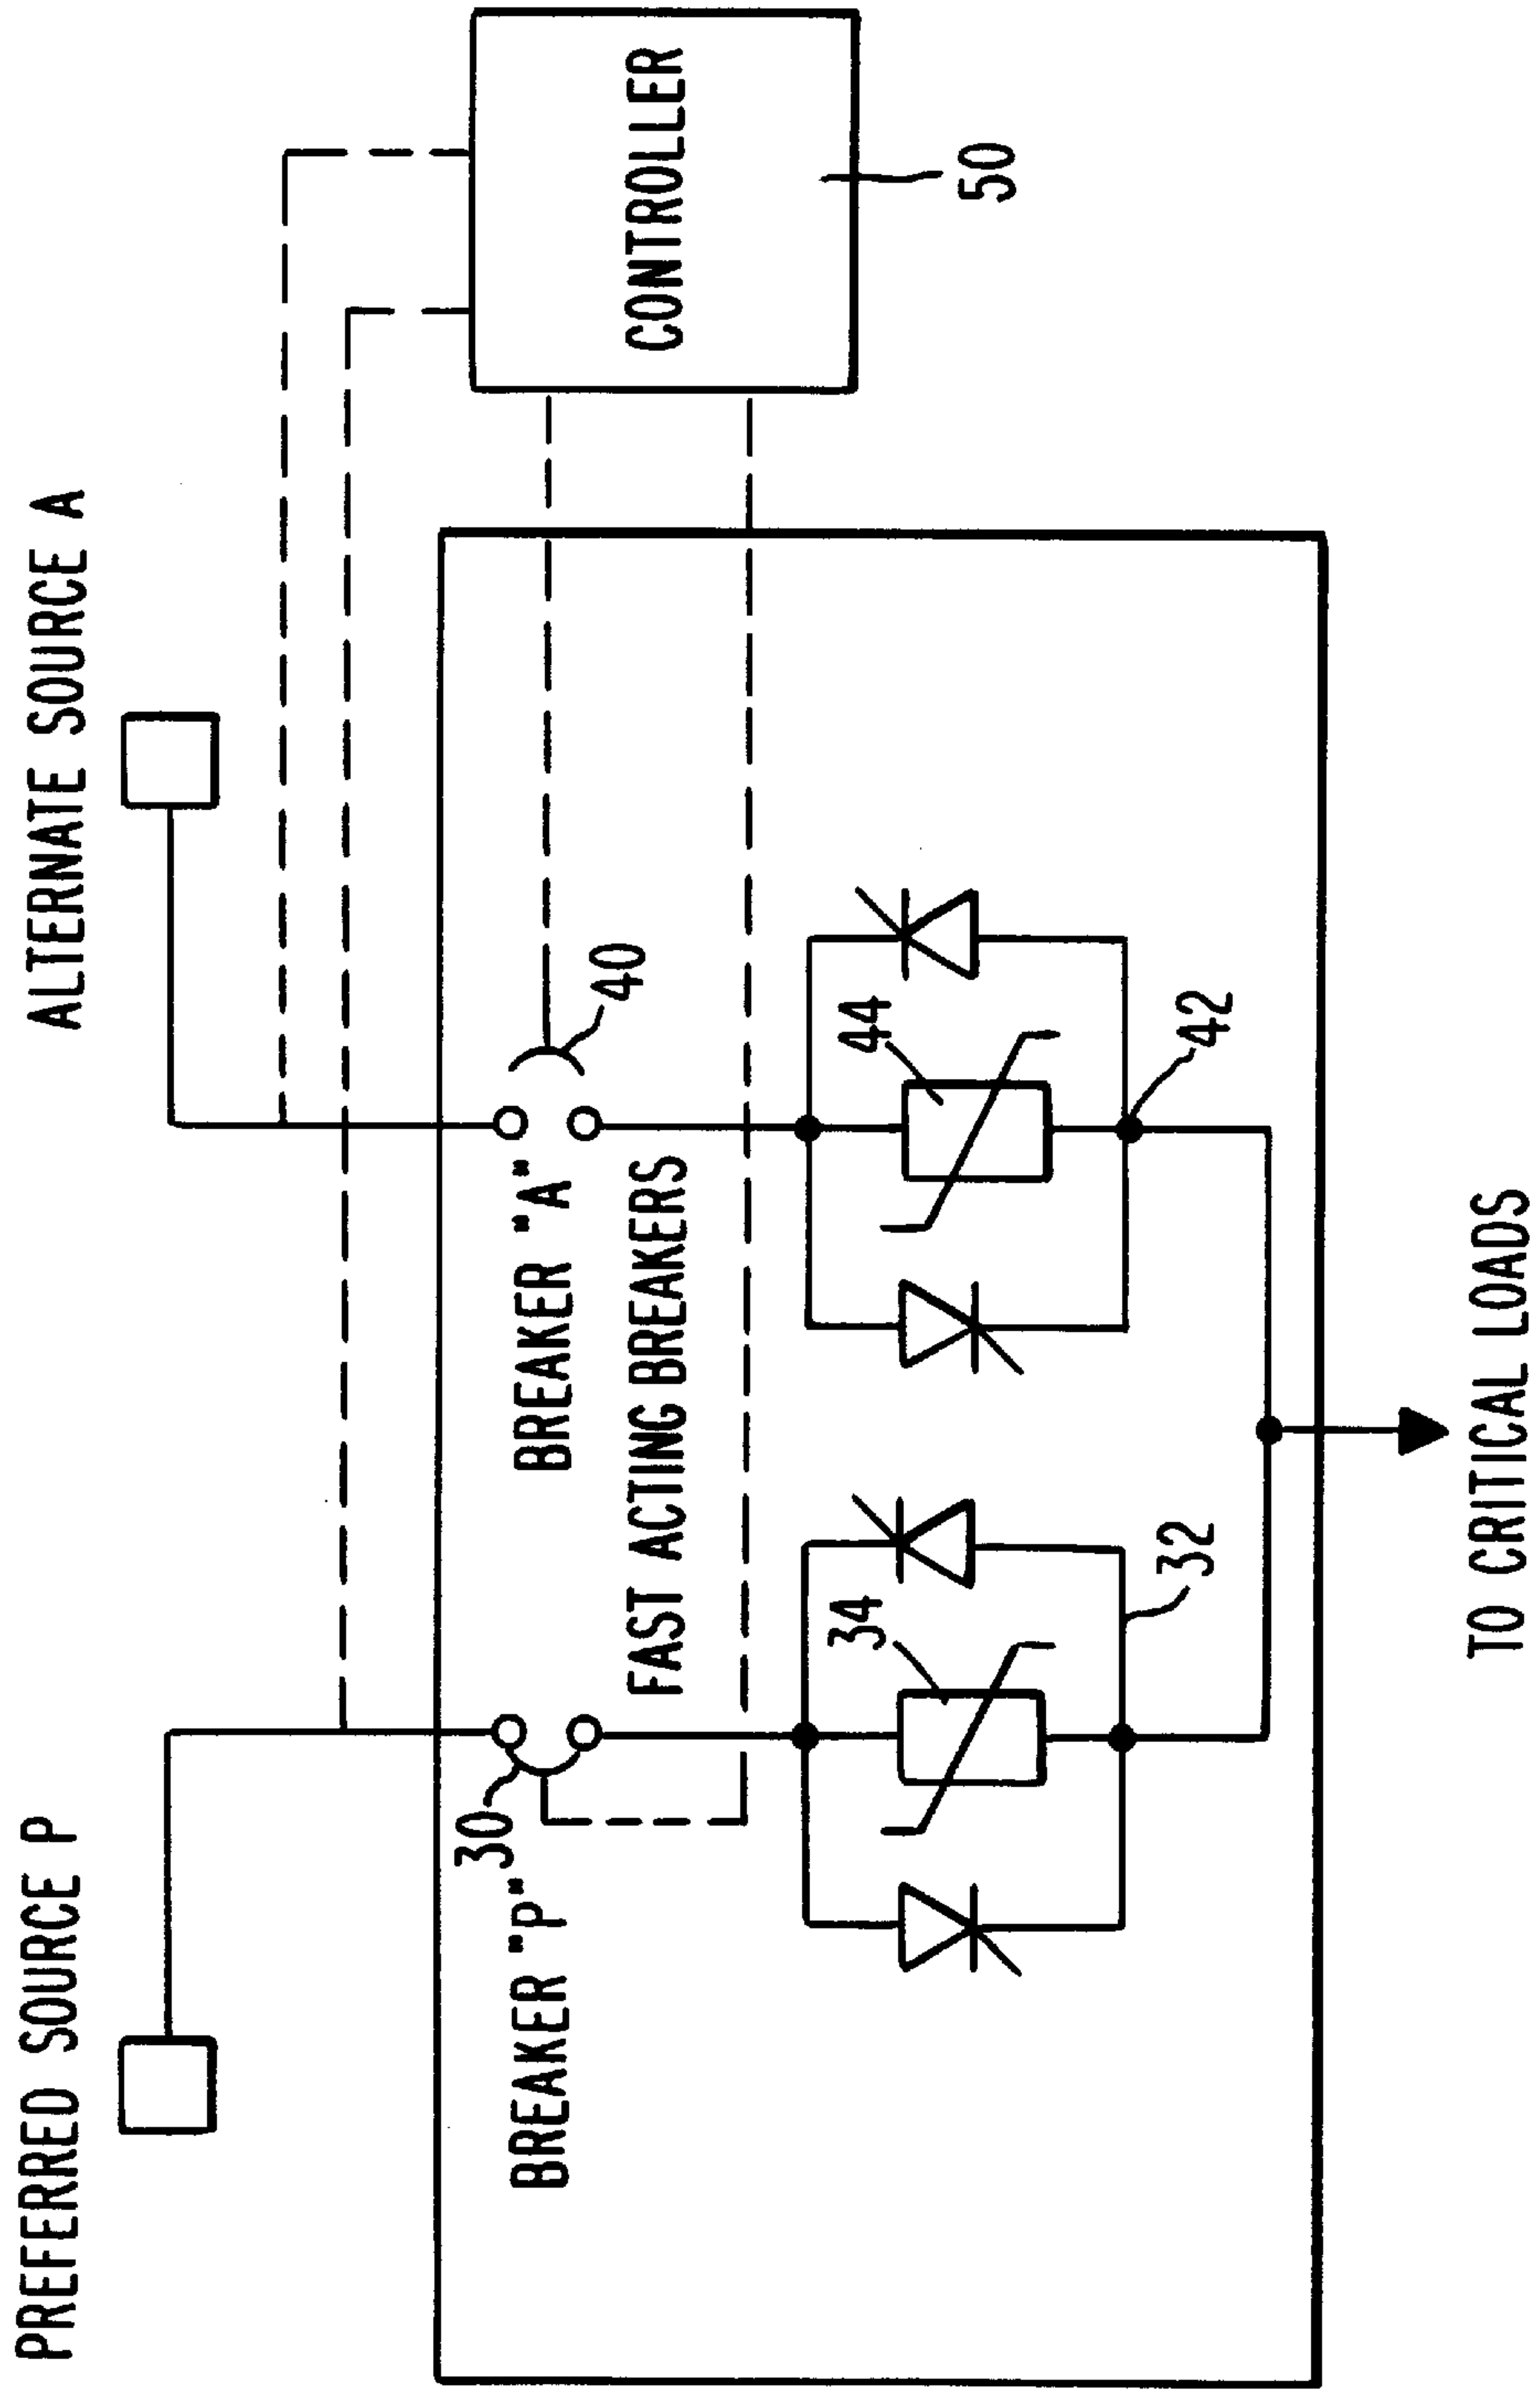 PREFERRED SOURCE P
ALTERNATE SOURCE A
BREAKER "P"
30
BREAKER "A"
40
FAST ACTING BREAKERS
CONTROLLER
50
34
44
32
42
TO CRITICAL LOADS